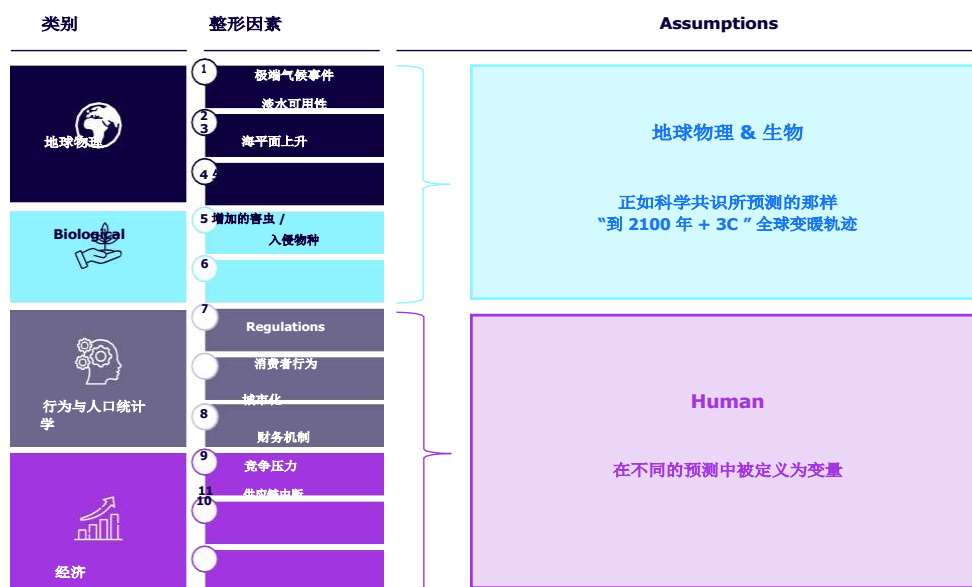 类别
整形因素
Assumptions
地球物理
1
极端气候事件
淡水可用性
2
3
海平面上升
4
Biological
5 增加的害虫 /
入侵物种
6
地球物理 & 生物
正如科学共识所预测的那样
“到 2100 年 + 3C ” 全球变暖轨迹
行为与人口统计
学
7
Regulations
消费者行为
城市化
8
财务机制
经济
9
竞争压力
11
供应链中断
10
Human
在不同的预测中被定义为变量